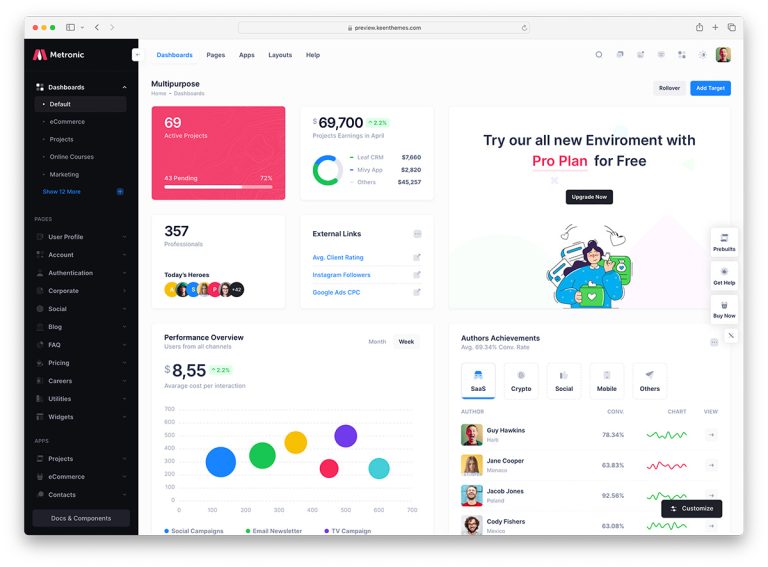 preview.keenthemes.com
Metronic
Dashboards
Default
eCommerce
Projects
Online Courses
Marketing
Show 12 More
PAGES
User Profile
Account
Authentication
Corporate
Social
Blog
FAQ
Pricing
Careers
Utilities
Widgets
APPS
Projects
eCommerce
Contacts
Docs & Components
Dashboards Pages Apps Layouts Help
Multipurpose
Home - Dashboards
Rollover
Add Target
69
Active Projects
43 Pending 72%
$69,700 2.2%
Projects Earnings in April
Leaf CRM $7,660
Mivy App $2,820
Others $45,257
Try our all new Enviroment with
Pro Plan for Free
Upgrade Now
357
Professionals
Today's Heroes
A S P +42
External Links
Avg. Client Rating
Instagram Followers
Google Ads CPC
Prebuilts
Get Help
Buy Now
Performance Overview
Users from all channels
Month Week
$8,55 2.2%
Avarage cost per interaction
700
600
500
400
300
200
100
0
0 100 200 300 400 500 600 700
Social Campaigns Email Newsletter TV Campaign
Authors Achievements
Avg. 69.34% Conv. Rate
SaaS Crypto Social Mobile Others
AUTHOR CONV. CHART VIEW
Guy Hawkins
Haiti
78.34%
Jane Cooper
Monaco
63.83%
Jacob Jones
Poland
92.56%
Cody Fishers
Mexico
63.08%
Customize